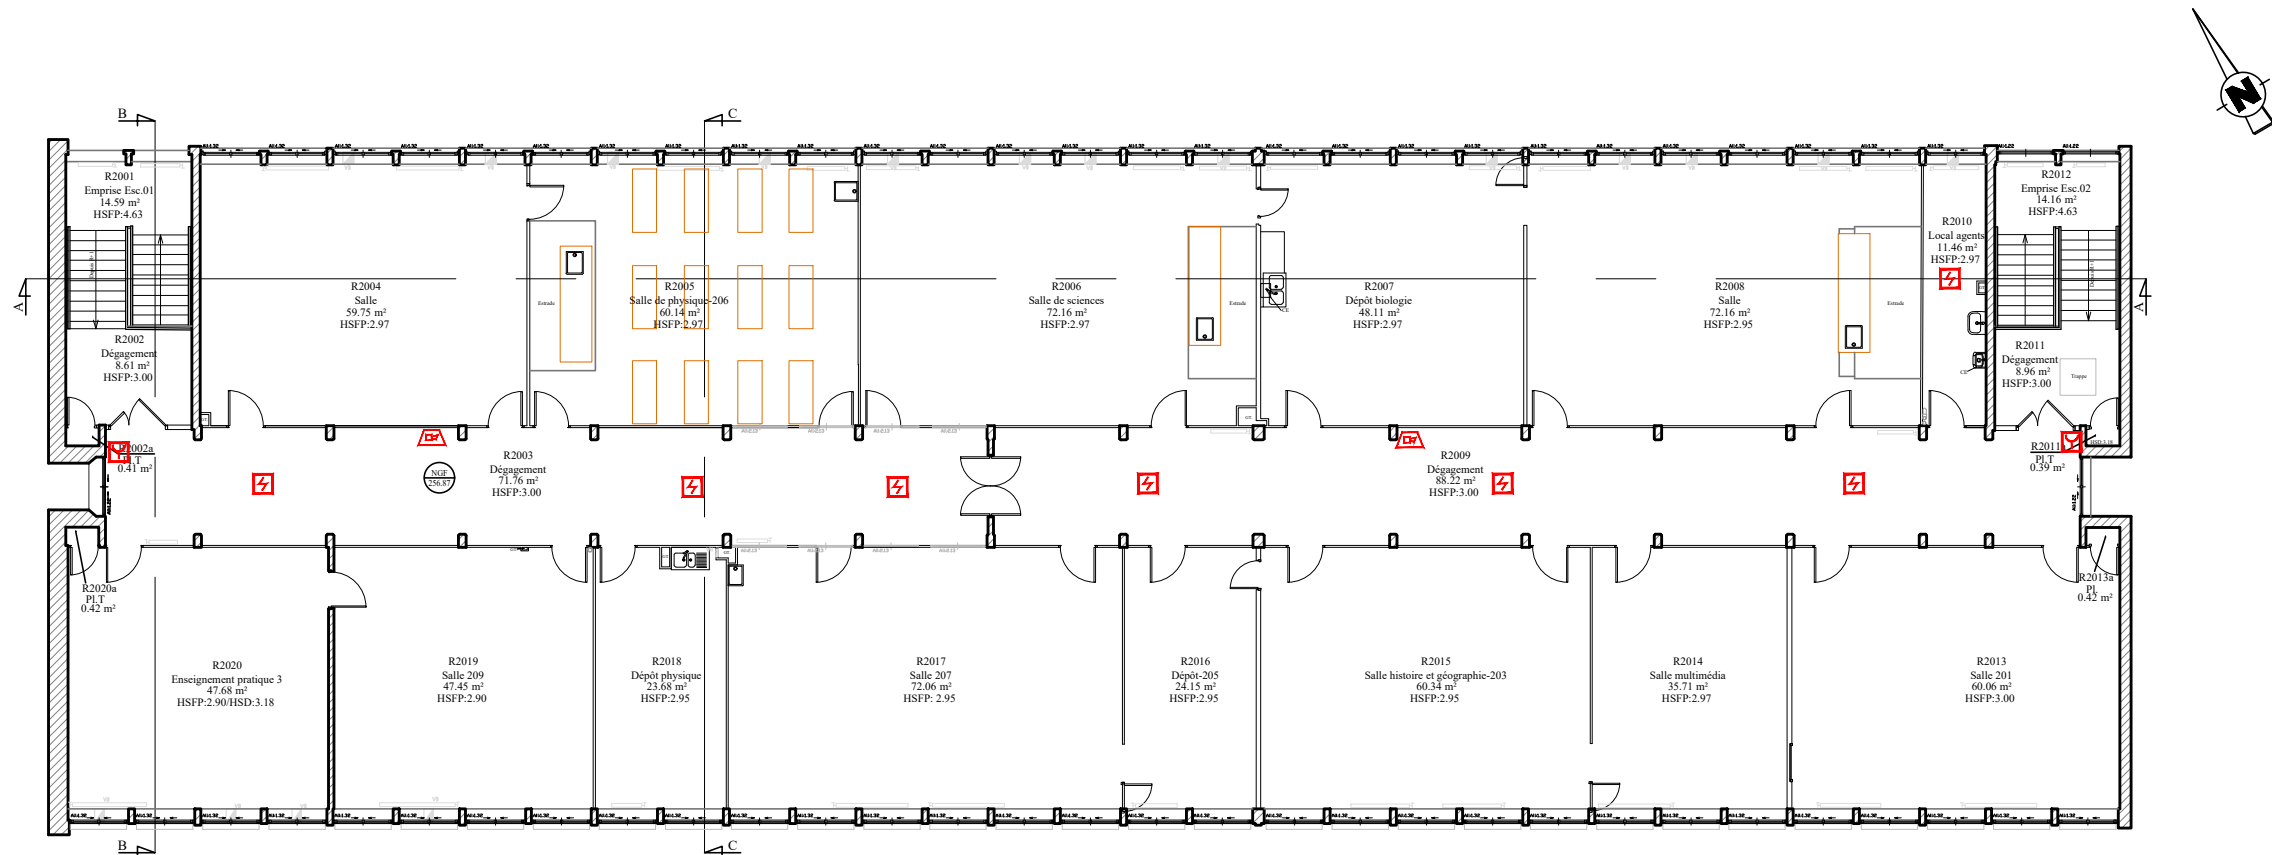 B
C
R2001
Emprise Esc.01
14.59 m²
HSFP:4.63
R2012
Emprise Esc.02
14.16 m²
HSFP:4.63
R2010
Local agents
11.46 m²
HSFP:2.97
A
R2004
Salle
59.75 m²
HSFP:2.97
Estrade
R2005
Salle de physique-206
60.14 m²
HSFP:2.97
R2006
Salle de sciences
72.16 m²
HSFP:2.97
Estrade
CE
R2007
Dépôt biologie
48.11 m²
HSFP:2.97
R2008
Salle
72.16 m²
HSFP:2.95
Estrade
A
R2002
Dégagement
8.61 m²
HSFP:3.00
R2011
Dégagement
8.96 m²
HSFP:3.00
CE
Trappe
R2002a
Pl.T
0.41 m²
NGF
256.87
R2003
Dégagement
71.76 m²
HSFP:3.00
R2009
Dégagement
88.22 m²
HSFP:3.00
HSD:3.18
Pl.T
0.39 m²
R2020a
Pl.T
0.42 m²
R2013a
Pl.
0.42 m²
R2020
Enseignement pratique 3
47.68 m²
HSFP:2.90/HSD:3.18
R2019
Salle 209
47.45 m²
HSFP:2.90
R2018
Dépôt physique
23.68 m²
HSFP:2.95
R2017
Salle 207
72.06 m²
HSFP: 2.95
R2016
Dépôt-205
24.15 m²
HSFP:2.95
R2015
Salle histoire et géographie-203
60.34 m²
HSFP:2.95
R2014
Salle multimédia
35.71 m²
HSFP:2.97
R2013
Salle 201
60.06 m²
HSFP:3.00
B
C
N